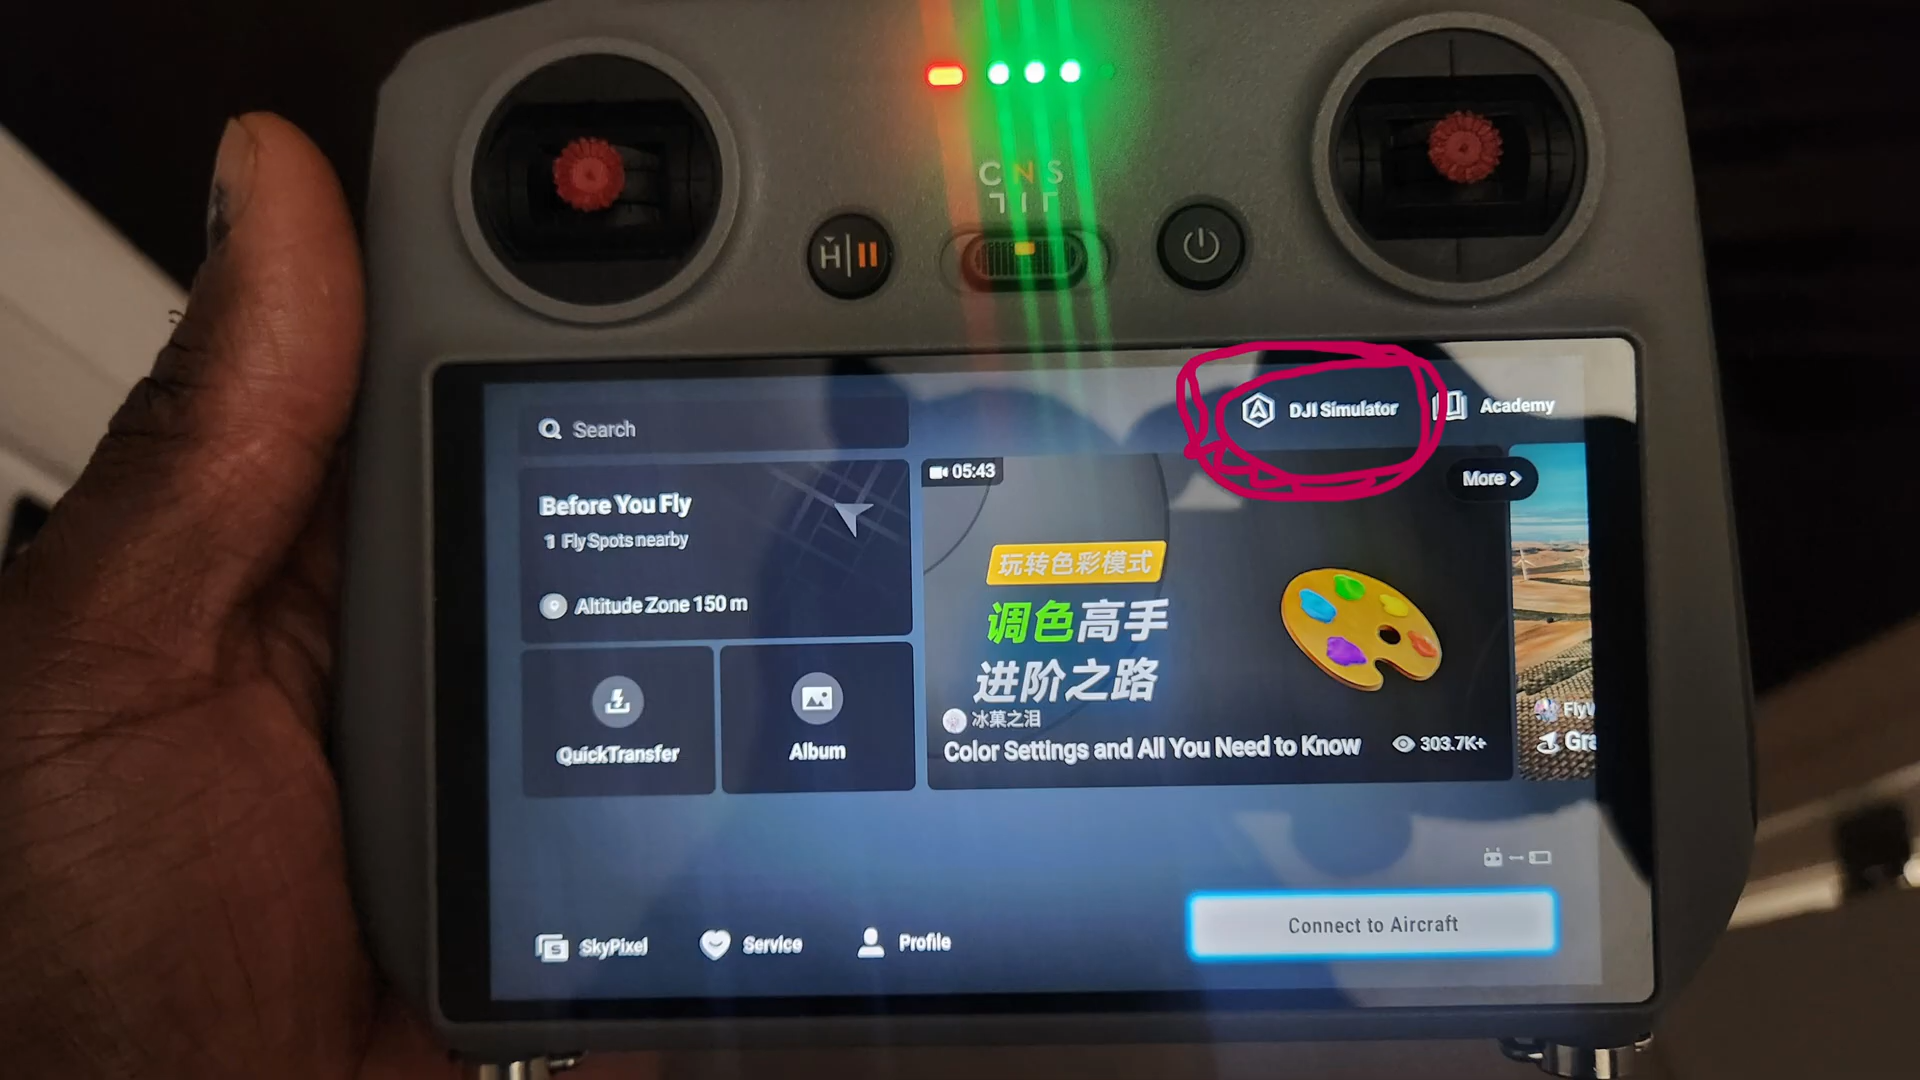 C N S
H
Search
DJI Simulator
Academy
Before You Fly
1 Fly Spots nearby
Altitude Zone 150 m
QuickTransfer
Album
05:43
More
玩转色彩模式
调色高手
进阶之路
冰菓之泪
Color Settings and All You Need to Know
303.7K+
FlyW
Gra
SkyPixel
Service
Profile
Connect to Aircraft